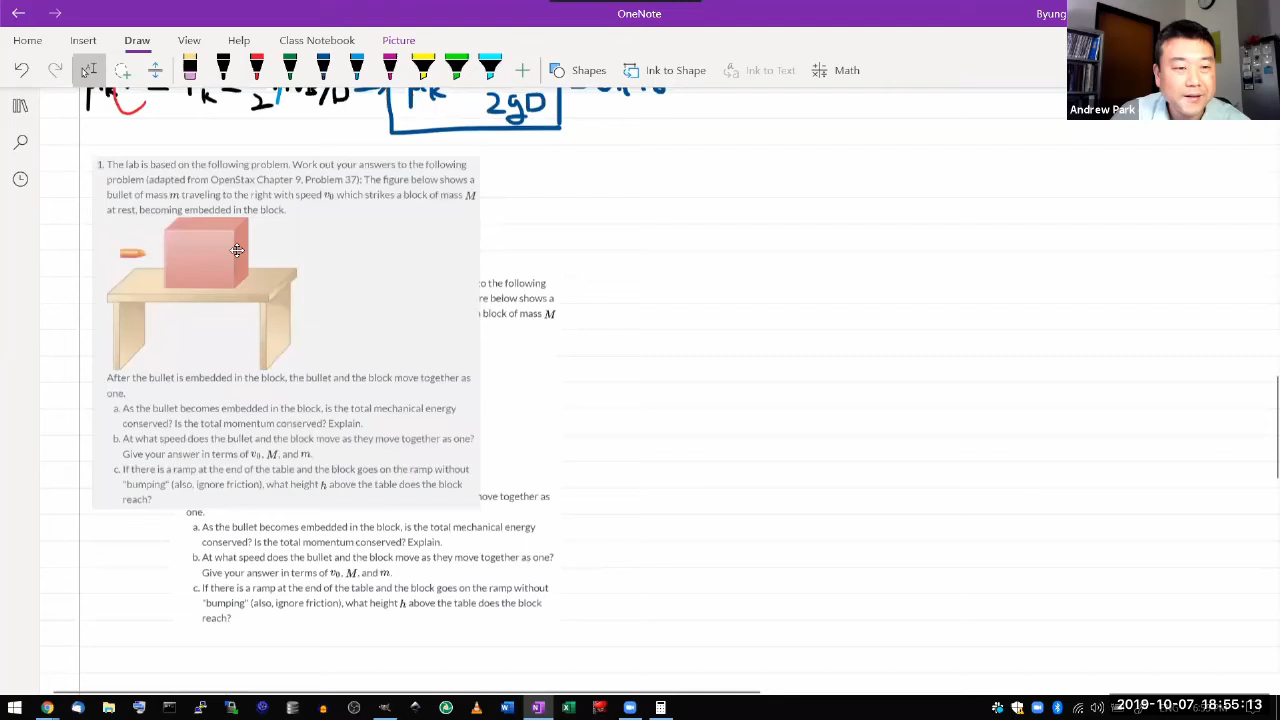 OneNote
Byung
Home Insert Draw View Help Class Notebook Picture
Shapes Ink to Shape Ink to Text Math
Andrew Park
2gD
1. The lab is based on the following problem. Work out your answers to the following
problem (adapted from OpenStax Chapter 9, Problem 37): The figure below shows a
bullet of mass m traveling to the right with speed v₀ which strikes a block of mass M
at rest, becoming embedded in the block.
to the following
re below shows a
block of mass M
After the bullet is embedded in the block, the bullet and the block move together as
one.
a. As the bullet becomes embedded in the block, is the total mechanical energy
conserved? Is the total momentum conserved? Explain.
b. At what speed does the bullet and the block move as they move together as one?
Give your answer in terms of v₀, M, and m.
c. If there is a ramp at the end of the table and the block goes on the ramp without
"bumping" (also, ignore friction), what height h above the table does the block
reach?
move together as
one.
a. As the bullet becomes embedded in the block, is the total mechanical energy
conserved? Is the total momentum conserved? Explain.
b. At what speed does the bullet and the block move as they move together as one?
Give your answer in terms of v₀, M, and m.
c. If there is a ramp at the end of the table and the block goes on the ramp without
"bumping" (also, ignore friction), what height h above the table does the block
reach?
2019-10-07 18:55:13